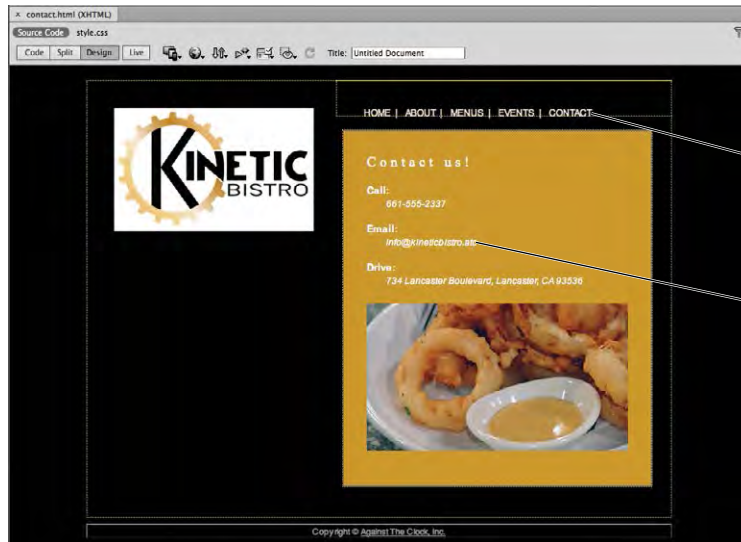 × contact.html (XHTML)
Source Code style.css
Code Split Design Live Title: Untitled Document
HOME | ABOUT | MENUS | EVENTS | CONTACT
KINETIC
BISTRO
Contact us!
Call:
661-555-2337
Email:
info@kineticbistro.atc
Drive:
734 Lancaster Boulevard, Lancaster, CA 93536
Copyright © Against The Clock, Inc.